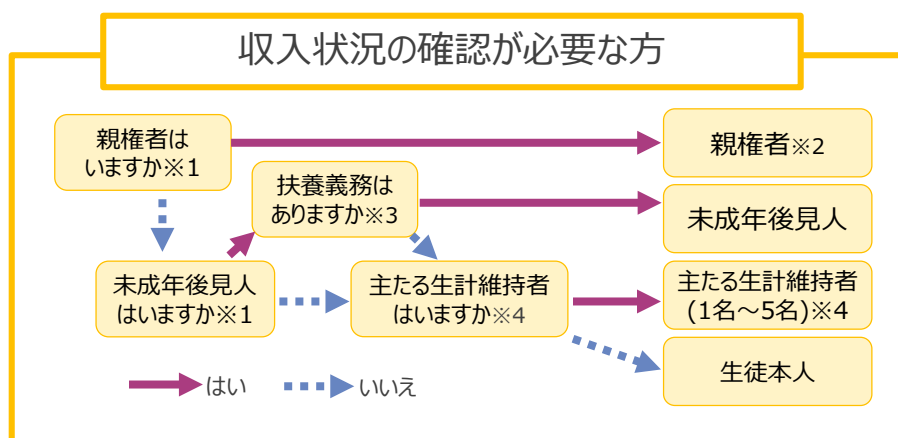 収入状況の確認が必要な方
親権者は
いますか※1
親権者※2
扶養義務は
ありますか※3
未成年後見人
未成年後見人
はいますか※1
主たる生計維持者
はいますか※4
主たる生計維持者
(1名～5名)※4
生徒本人
はい
いいえ